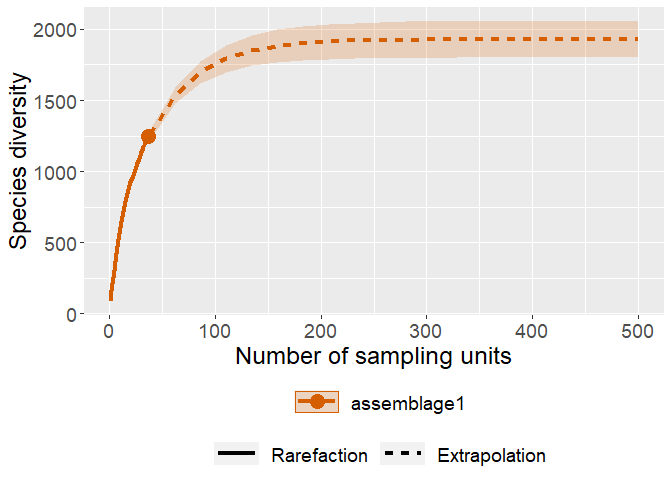 2000
1500
1000
500
0
Species diversity
0 100 200 300 400 500
Number of sampling units
assemblage1
Rarefaction Extrapolation